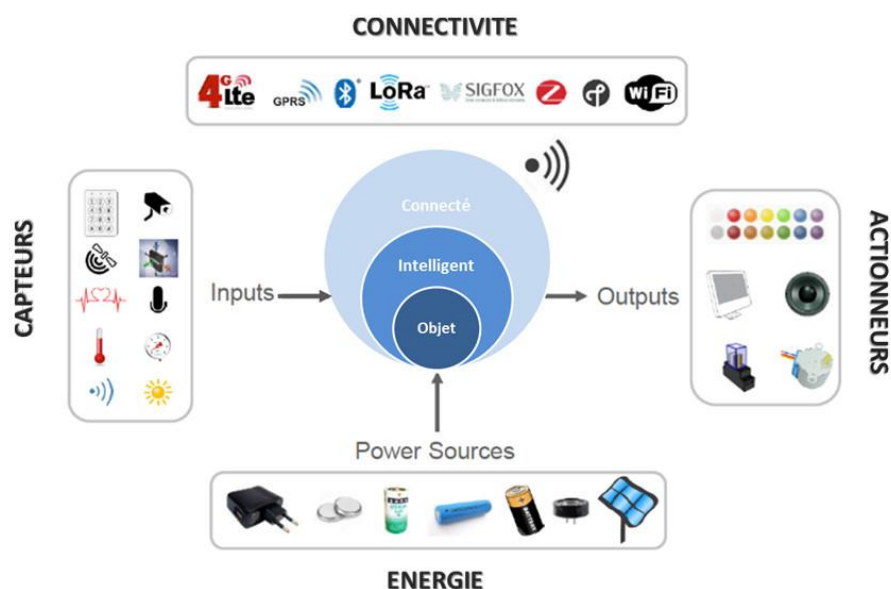 CONNECTIVITE
4G lte GPRS LoRa SIGFOX WiFi
CAPTEURS
Connecté
Intelligent
Objet
Inputs
Outputs
ACTIONNEURS
Power Sources
ENERGIE